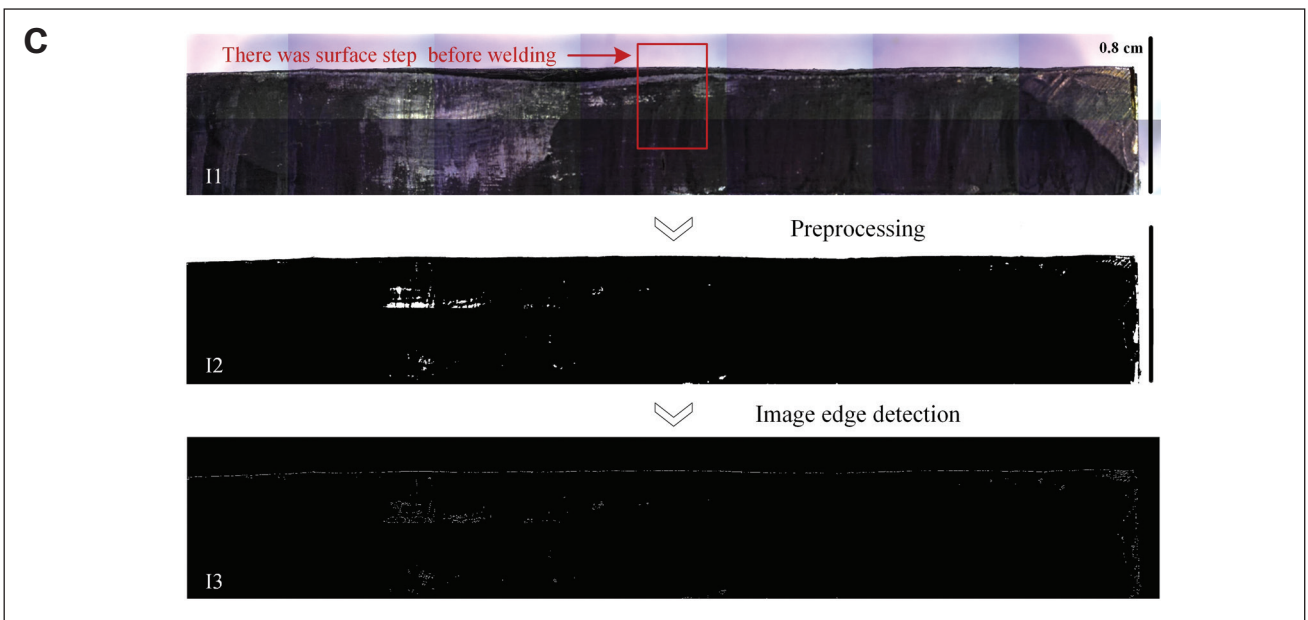 C
There was surface step before welding
0.8 cm
I1
Preprocessing
I2
Image edge detection
I3